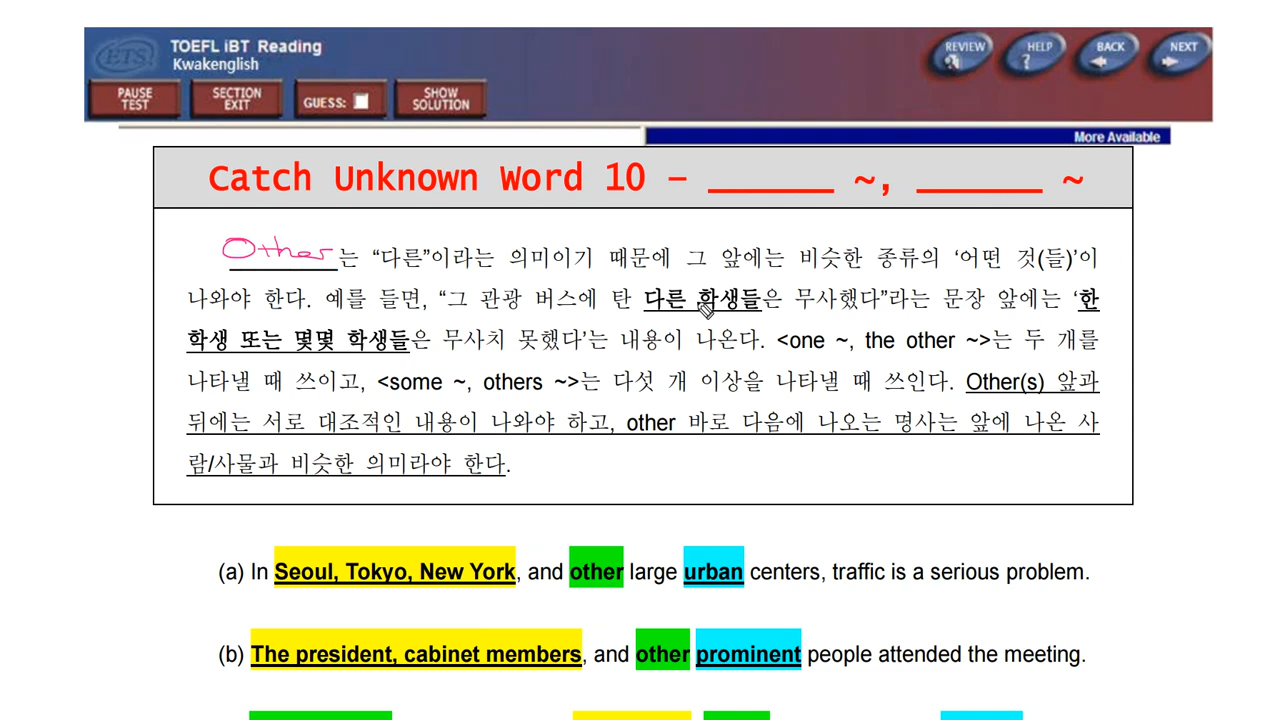 TOEFL iBT Reading
Kwakenglish
ETS
REVIEW
HELP
?
BACK
NEXT
PAUSE TEST
SECTION EXIT
GUESS:
SHOW SOLUTION
More Available
Catch Unknown Word 10 – ______ ~, ______ ~
Other는 “다른”이라는 의미이기 때문에 그 앞에는 비슷한 종류의 ‘어떤 것(들)’이
나와야 한다. 예를 들면, “그 관광 버스에 탄 다른 학생들은 무사했다”라는 문장 앞에는 ‘한
학생 또는 몇몇 학생들은 무사치 못했다’는 내용이 나온다. <one ~, the other ~>는 두 개를
나타낼 때 쓰이고, <some ~, others ~>는 다섯 개 이상을 나타낼 때 쓰인다. Other(s) 앞과
뒤에는 서로 대조적인 내용이 나와야 하고, other 바로 다음에 나오는 명사는 앞에 나온 사
람/사물과 비슷한 의미라야 한다.
(a) In Seoul, Tokyo, New York, and other large urban centers, traffic is a serious problem.
(b) The president, cabinet members, and other prominent people attended the meeting.